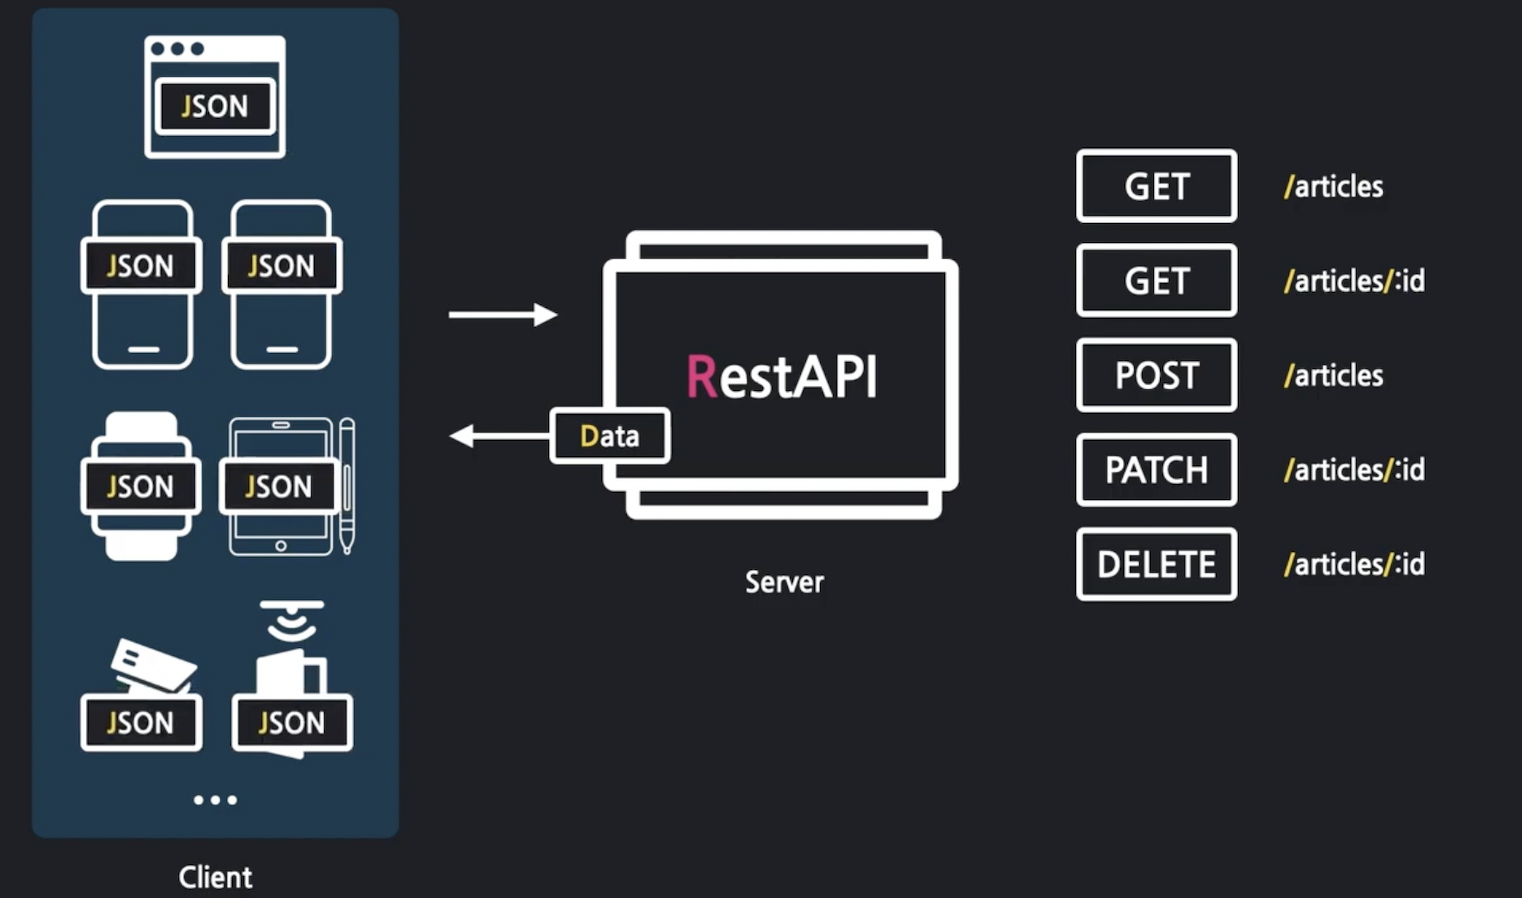 JSON
JSON
JSON
JSON
JSON
JSON
JSON
Client
RestAPI
Data
Server
GET /articles
GET /articles/:id
POST /articles
PATCH /articles/:id
DELETE /articles/:id